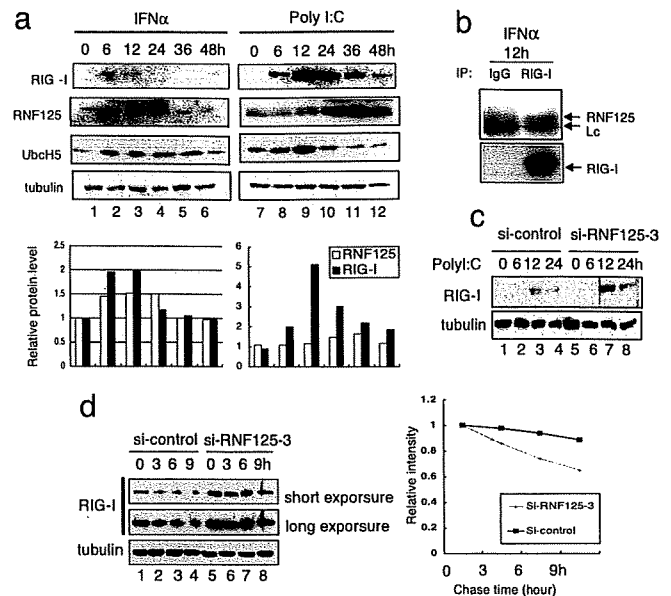 a
IFNα
Poly I:C
0 6 12 24 36 48h
0 6 12 24 36 48h
RIG -I
RNF125
UbcH5
tubulin
1 2 3 4 5 6
7 8 9 10 11 12
Relative protein level
2.5
2
1.5
1
0.5
0
6
5
4
2
1
0
RNF125
RIG-I
b
IFNα
12h
IP: IgG RIG-I
RNF125
Lc
RIG-I
c
si-control si-RNF125-3
PolyI:C 0 6 12 24 0 6 12 24h
RIG-I
tubulin
1 2 3 4 5 6 7 8
d
si-control si-RNF125-3
0 3 6 9 0 3 6 9h
RIG-I
short exporsure
long exporsure
tubulin
1 2 3 4 5 6 7 8
Relative intensity
1.2
1
0.8
0.6
0.4
0.2
0
Si-RNF125-3
Si-control
0 3 6 9h
Chase time (hour)